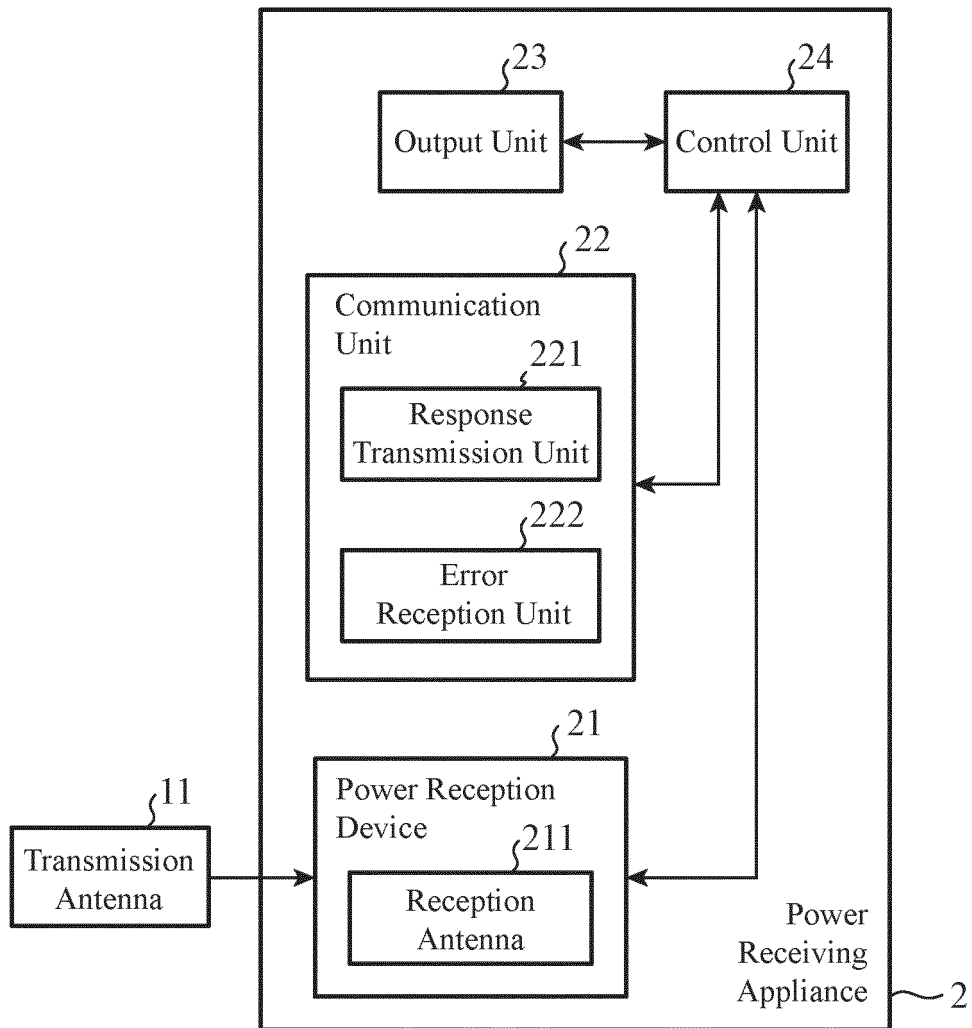 23
24
Output Unit
Control Unit
22
Communication
Unit
221
Response
Transmission Unit
222
Error
Reception Unit
21
Power Reception
Device
11
Transmission
Antenna
211
Reception
Antenna
Power
Receiving
Appliance
2